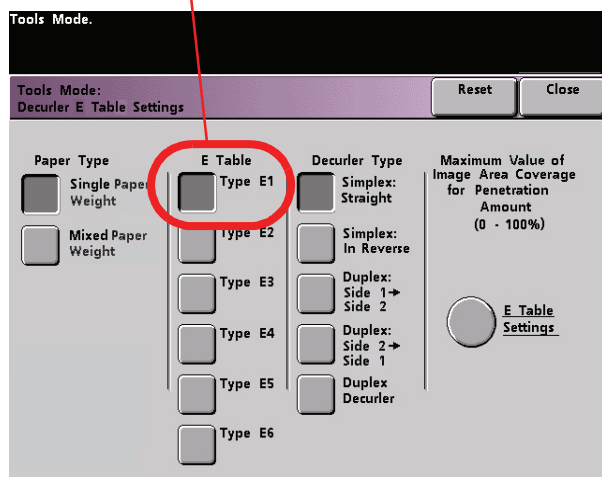 Tools Mode.
Tools Mode:
Decurler E Table Settings
Reset
Close
Paper Type
Single Paper
Weight
Mixed Paper
Weight
E Table
Type E1
Type E2
Type E3
Type E4
Type E5
Type E6
Decurler Type
Simplex:
Straight
Simplex:
In Reverse
Duplex:
Side 1→
Side 2
Duplex:
Side 2→
Side 1
Duplex
Decurler
Maximum Value of
Image Area Coverage
for Penetration
Amount
(0 - 100%)
E Table
Settings